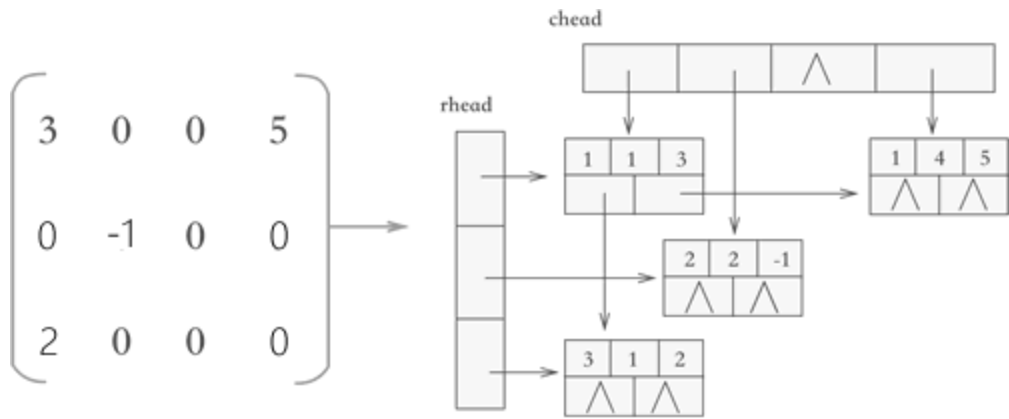 chead
∧
rhead
3 0 0 5
0 -1 0 0
2 0 0 0
1 1 3
1 4 5
∧ ∧
2 2 -1
∧ ∧
3 1 2
∧ ∧